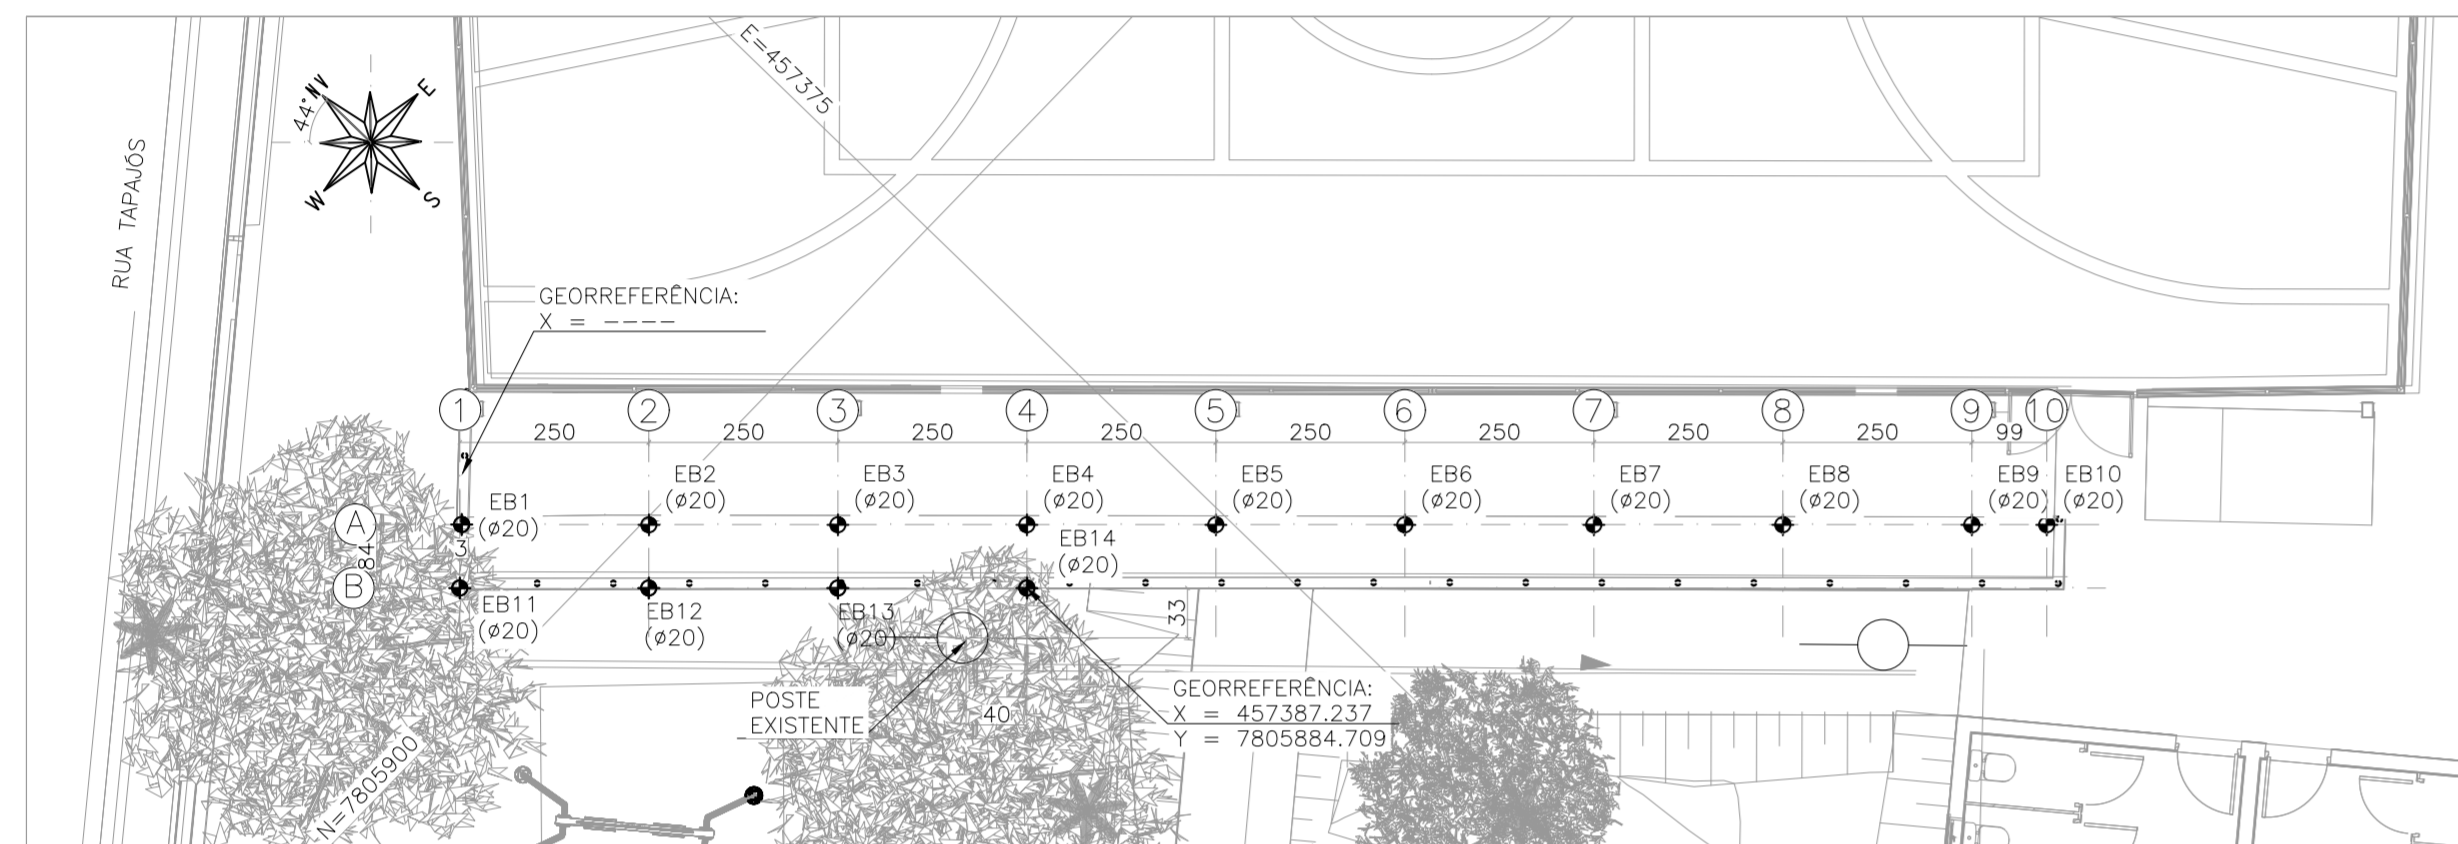 E=457375
44°
N
E
W
S
RUA TAPAJÓS
GEORREFERÊNCIA:
X = ----
1
2
3
4
5
6
7
8
9
10
250
250
250
250
250
250
250
250
99
EB1
(ø20)
EB2
(ø20)
EB3
(ø20)
EB4
(ø20)
EB5
(ø20)
EB6
(ø20)
EB7
(ø20)
EB8
(ø20)
EB9
(ø20)
EB10
(ø20)
A
84
3
B
EB14
(ø20)
EB11
(ø20)
EB12
(ø20)
EB13
(ø20)
33
POSTE
EXISTENTE
40
GEORREFERÊNCIA:
X = 457387.237
Y = 7805884.709
N=7805900